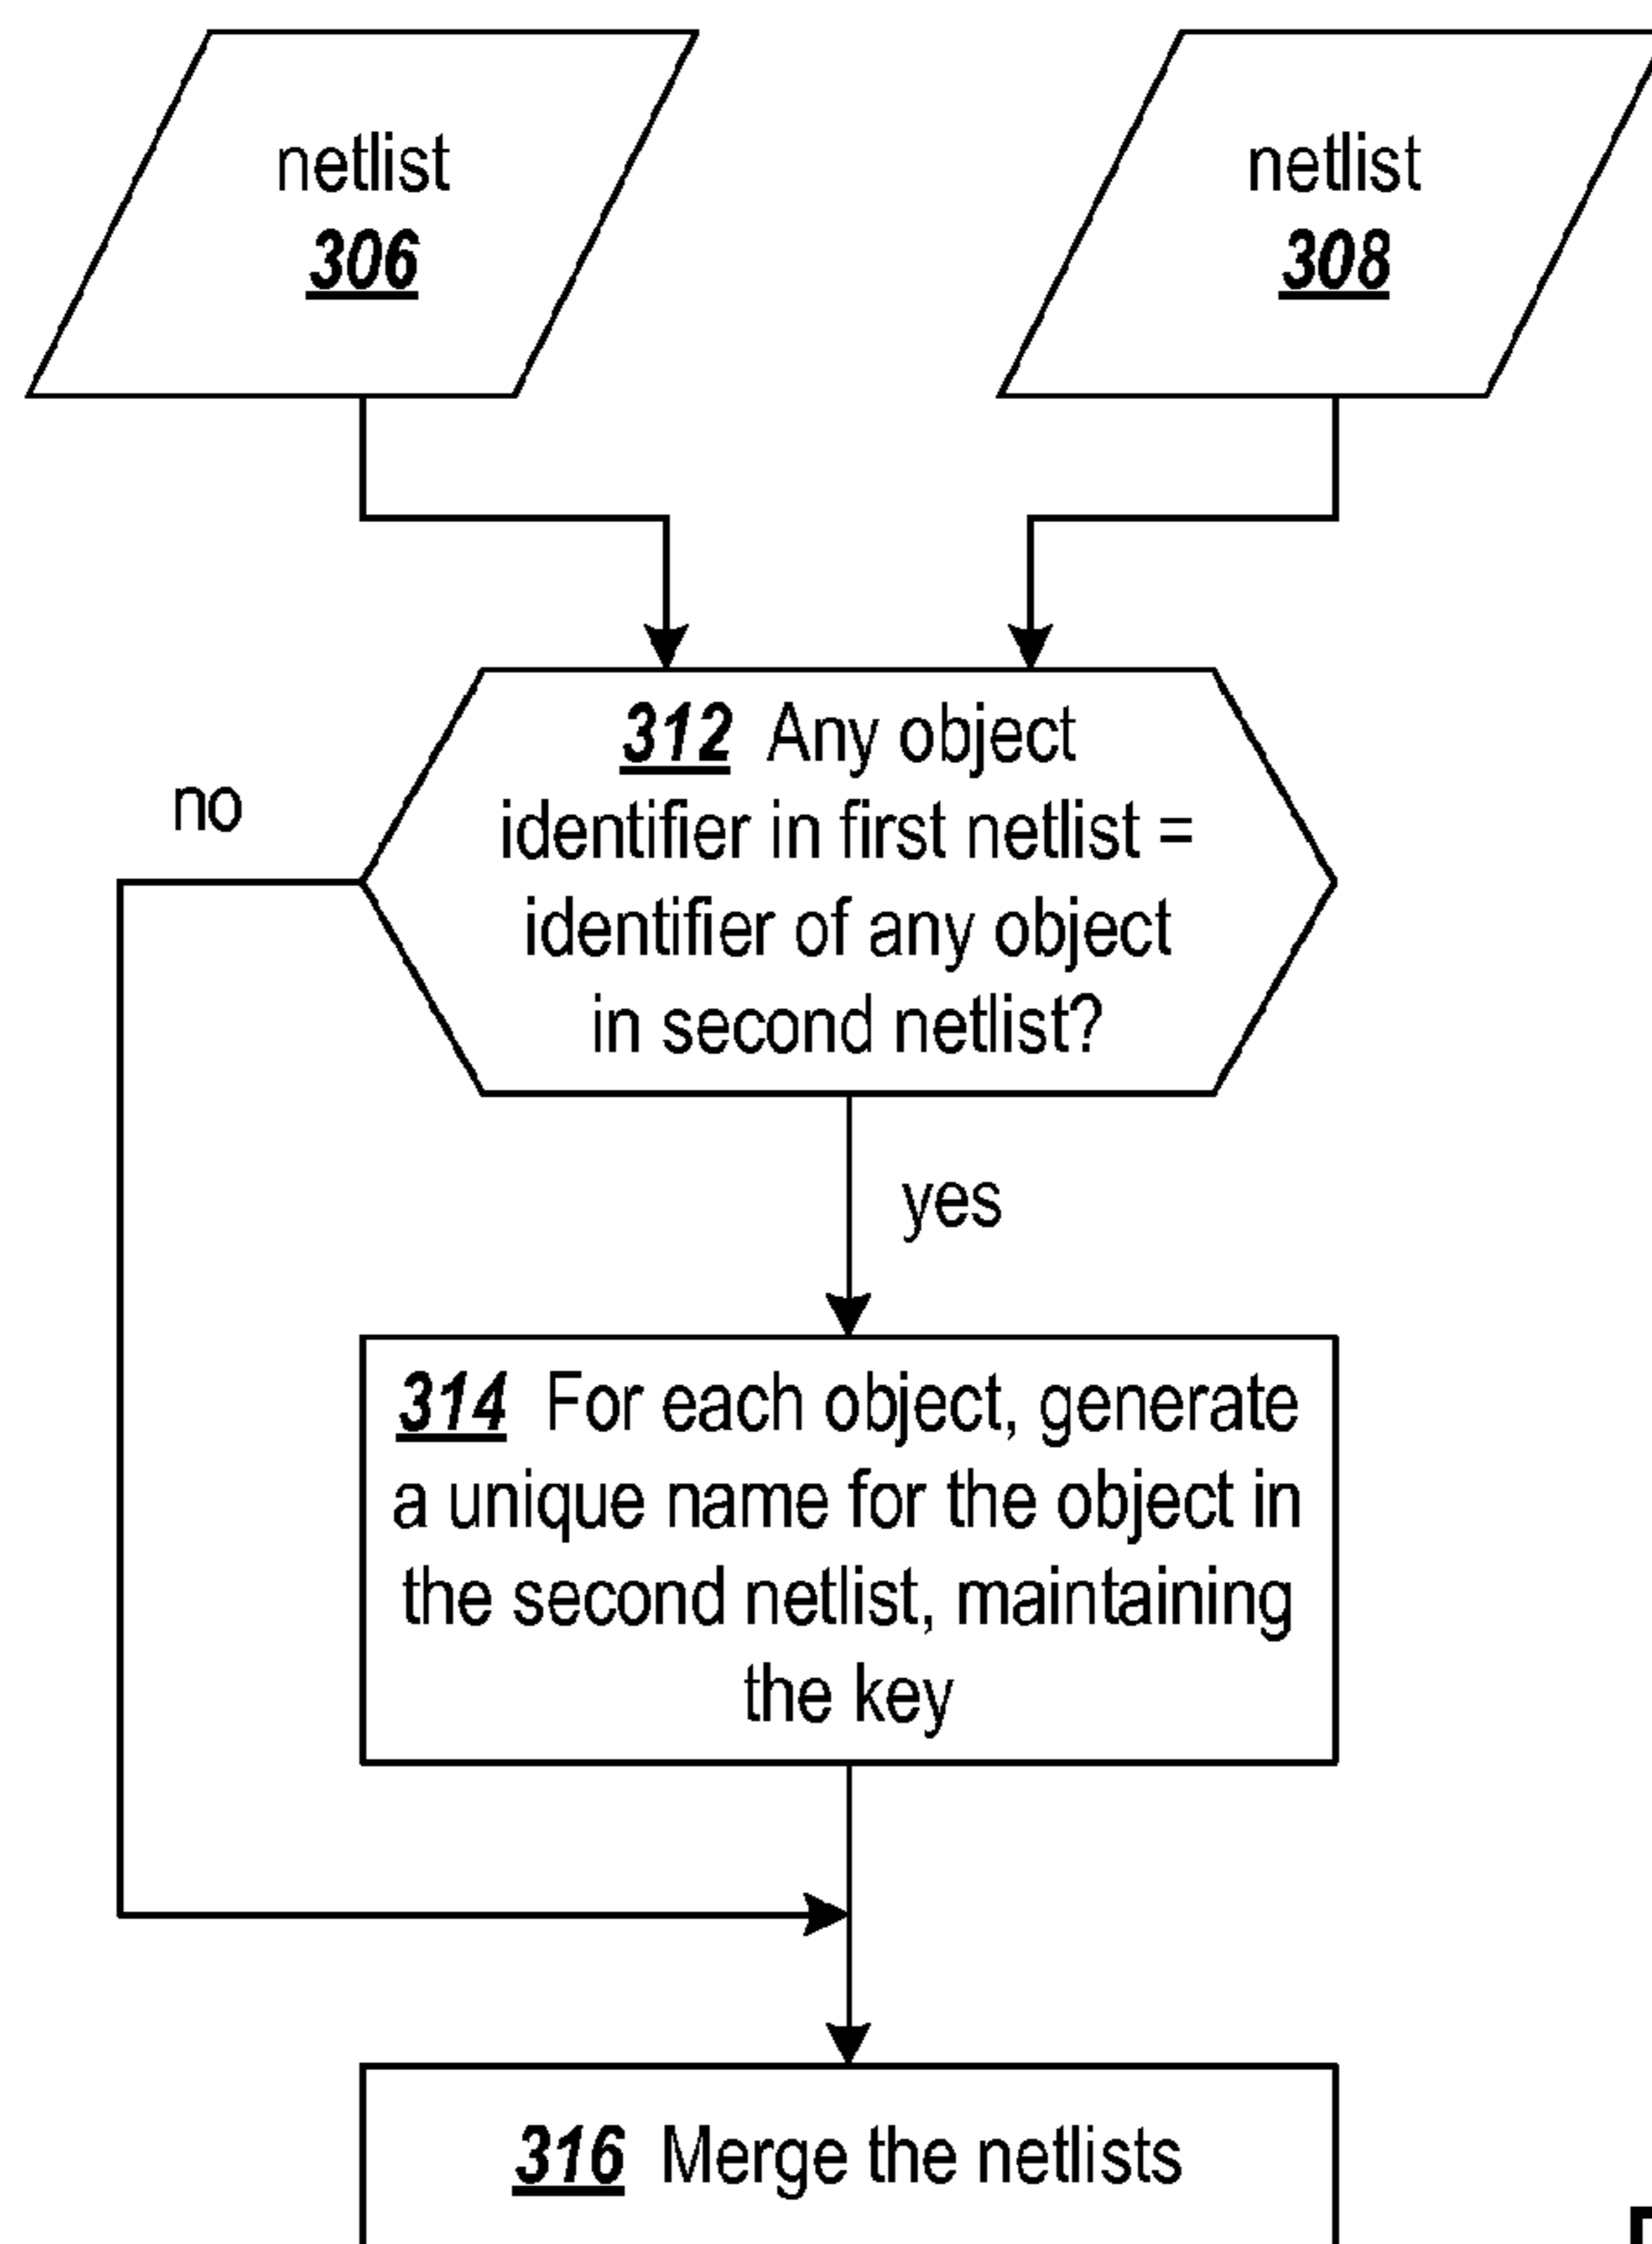 netlist
306
netlist
308
312 Any object
identifier in first netlist =
identifier of any object
in second netlist?
no
yes
314 For each object, generate
a unique name for the object in
the second netlist, maintaining
the key
316 Merge the netlists